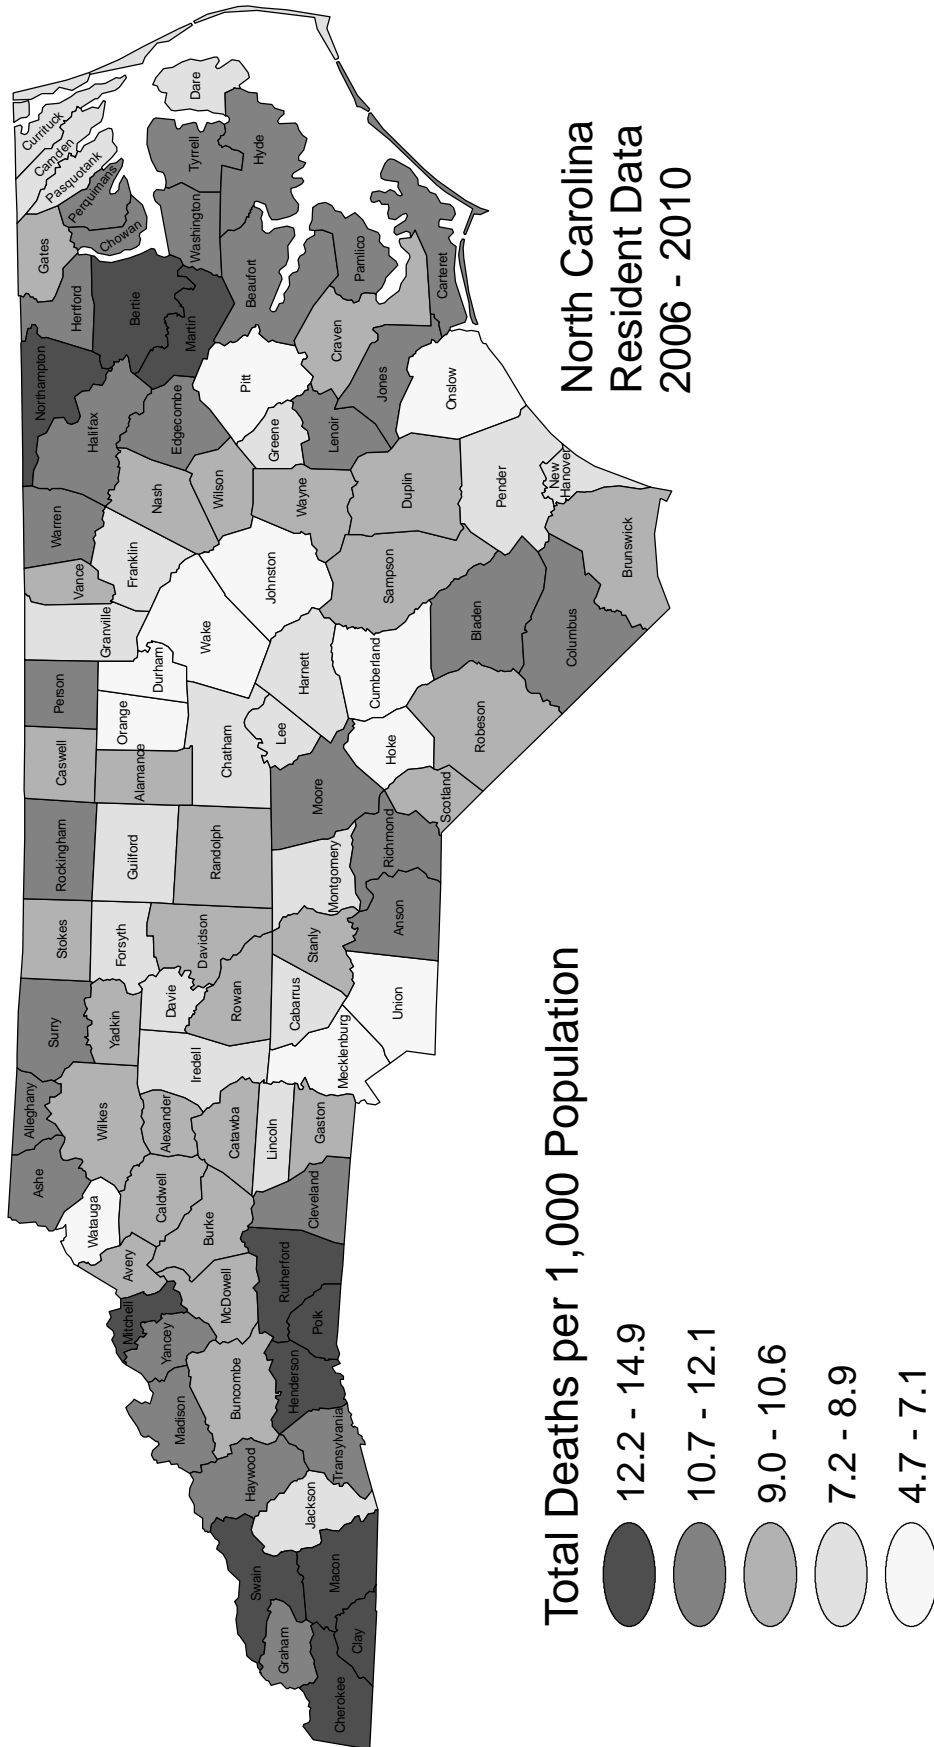 Cherokee
Graham
Clay
Swain
Macon
Jackson
Haywood
Transylvania
Madison
Buncombe
Henderson
Yancey
Mitchell
McDowell
Polk
Rutherford
Avery
Burke
Cleveland
Watauga
Caldwell
Ashe
Alleghany
Wilkes
Alexander
Catawba
Lincoln
Gaston
Surry
Yadkin
Iredell
Mecklenburg
Davie
Rowan
Cabarrus
Union
Stokes
Forsyth
Davidson
Stanly
Anson
Rockingham
Guilford
Randolph
Montgomery
Richmond
Caswell
Alamance
Chatham
Moore
Scotland
Person
Orange
Durham
Lee
Hoke
Robeson
Granville
Wake
Harnett
Cumberland
Bladen
Columbus
Vance
Franklin
Johnston
Sampson
Brunswick
Warren
Nash
Wilson
Wayne
Duplin
Pender
New
Hanover
Northampton
Halifax
Edgecombe
Greene
Lenoir
Jones
Onslow
Hertford
Bertie
Martin
Pitt
Craven
Gates
Chowan
Perquimans
Washington
Beaufort
Pamlico
Carteret
Currituck
Camden
Pasquotank
Tyrrell
Hyde
Dare
Total Deaths per 1,000 Population
12.2 - 14.9
10.7 - 12.1
9.0 - 10.6
7.2 - 8.9
4.7 - 7.1
North Carolina
Resident Data
2006 - 2010